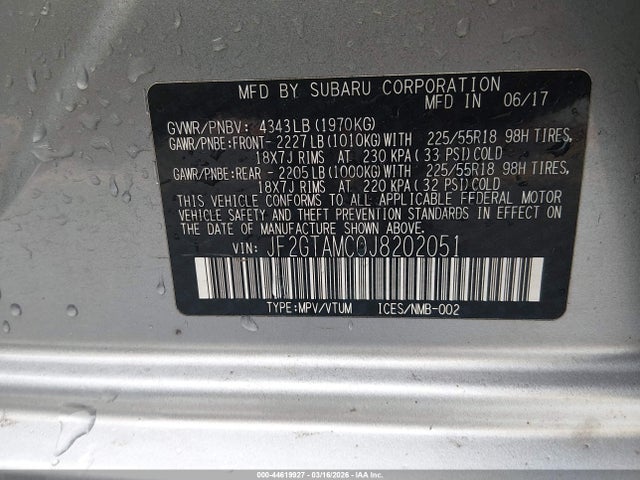 MFD BY SUBARU CORPORATION
MFD IN 06/17
GVWR/PNBV: 4343LB(1970KG)
GAWR/PNBE:FRONT- 2227LB(1010KG)WITH 225/55R18 98H TIRES,
18X7J RIMS AT 230 KPA(33 PSI)COLD
GAWR/PNBE:REAR - 2205LB(1000KG)WITH 225/55R18 98H TIRES,
18X7J RIMS AT 220 KPA(32 PSI)COLD
THIS VEHICLE CONFORMS TO ALL APPLICABLE FEDERAL MOTOR
VEHICLE SAFETY AND THEFT PREVENTION STANDARDS IN EFFECT ON
THE DATE OF MANUFACTURE SHOWN ABOVE.
VIN: JF2GTAMC0J8202051
TYPE:MPV/VTUM ICES/NMB-002
000-44619927 - 03/16/2026 - IAA Corp.